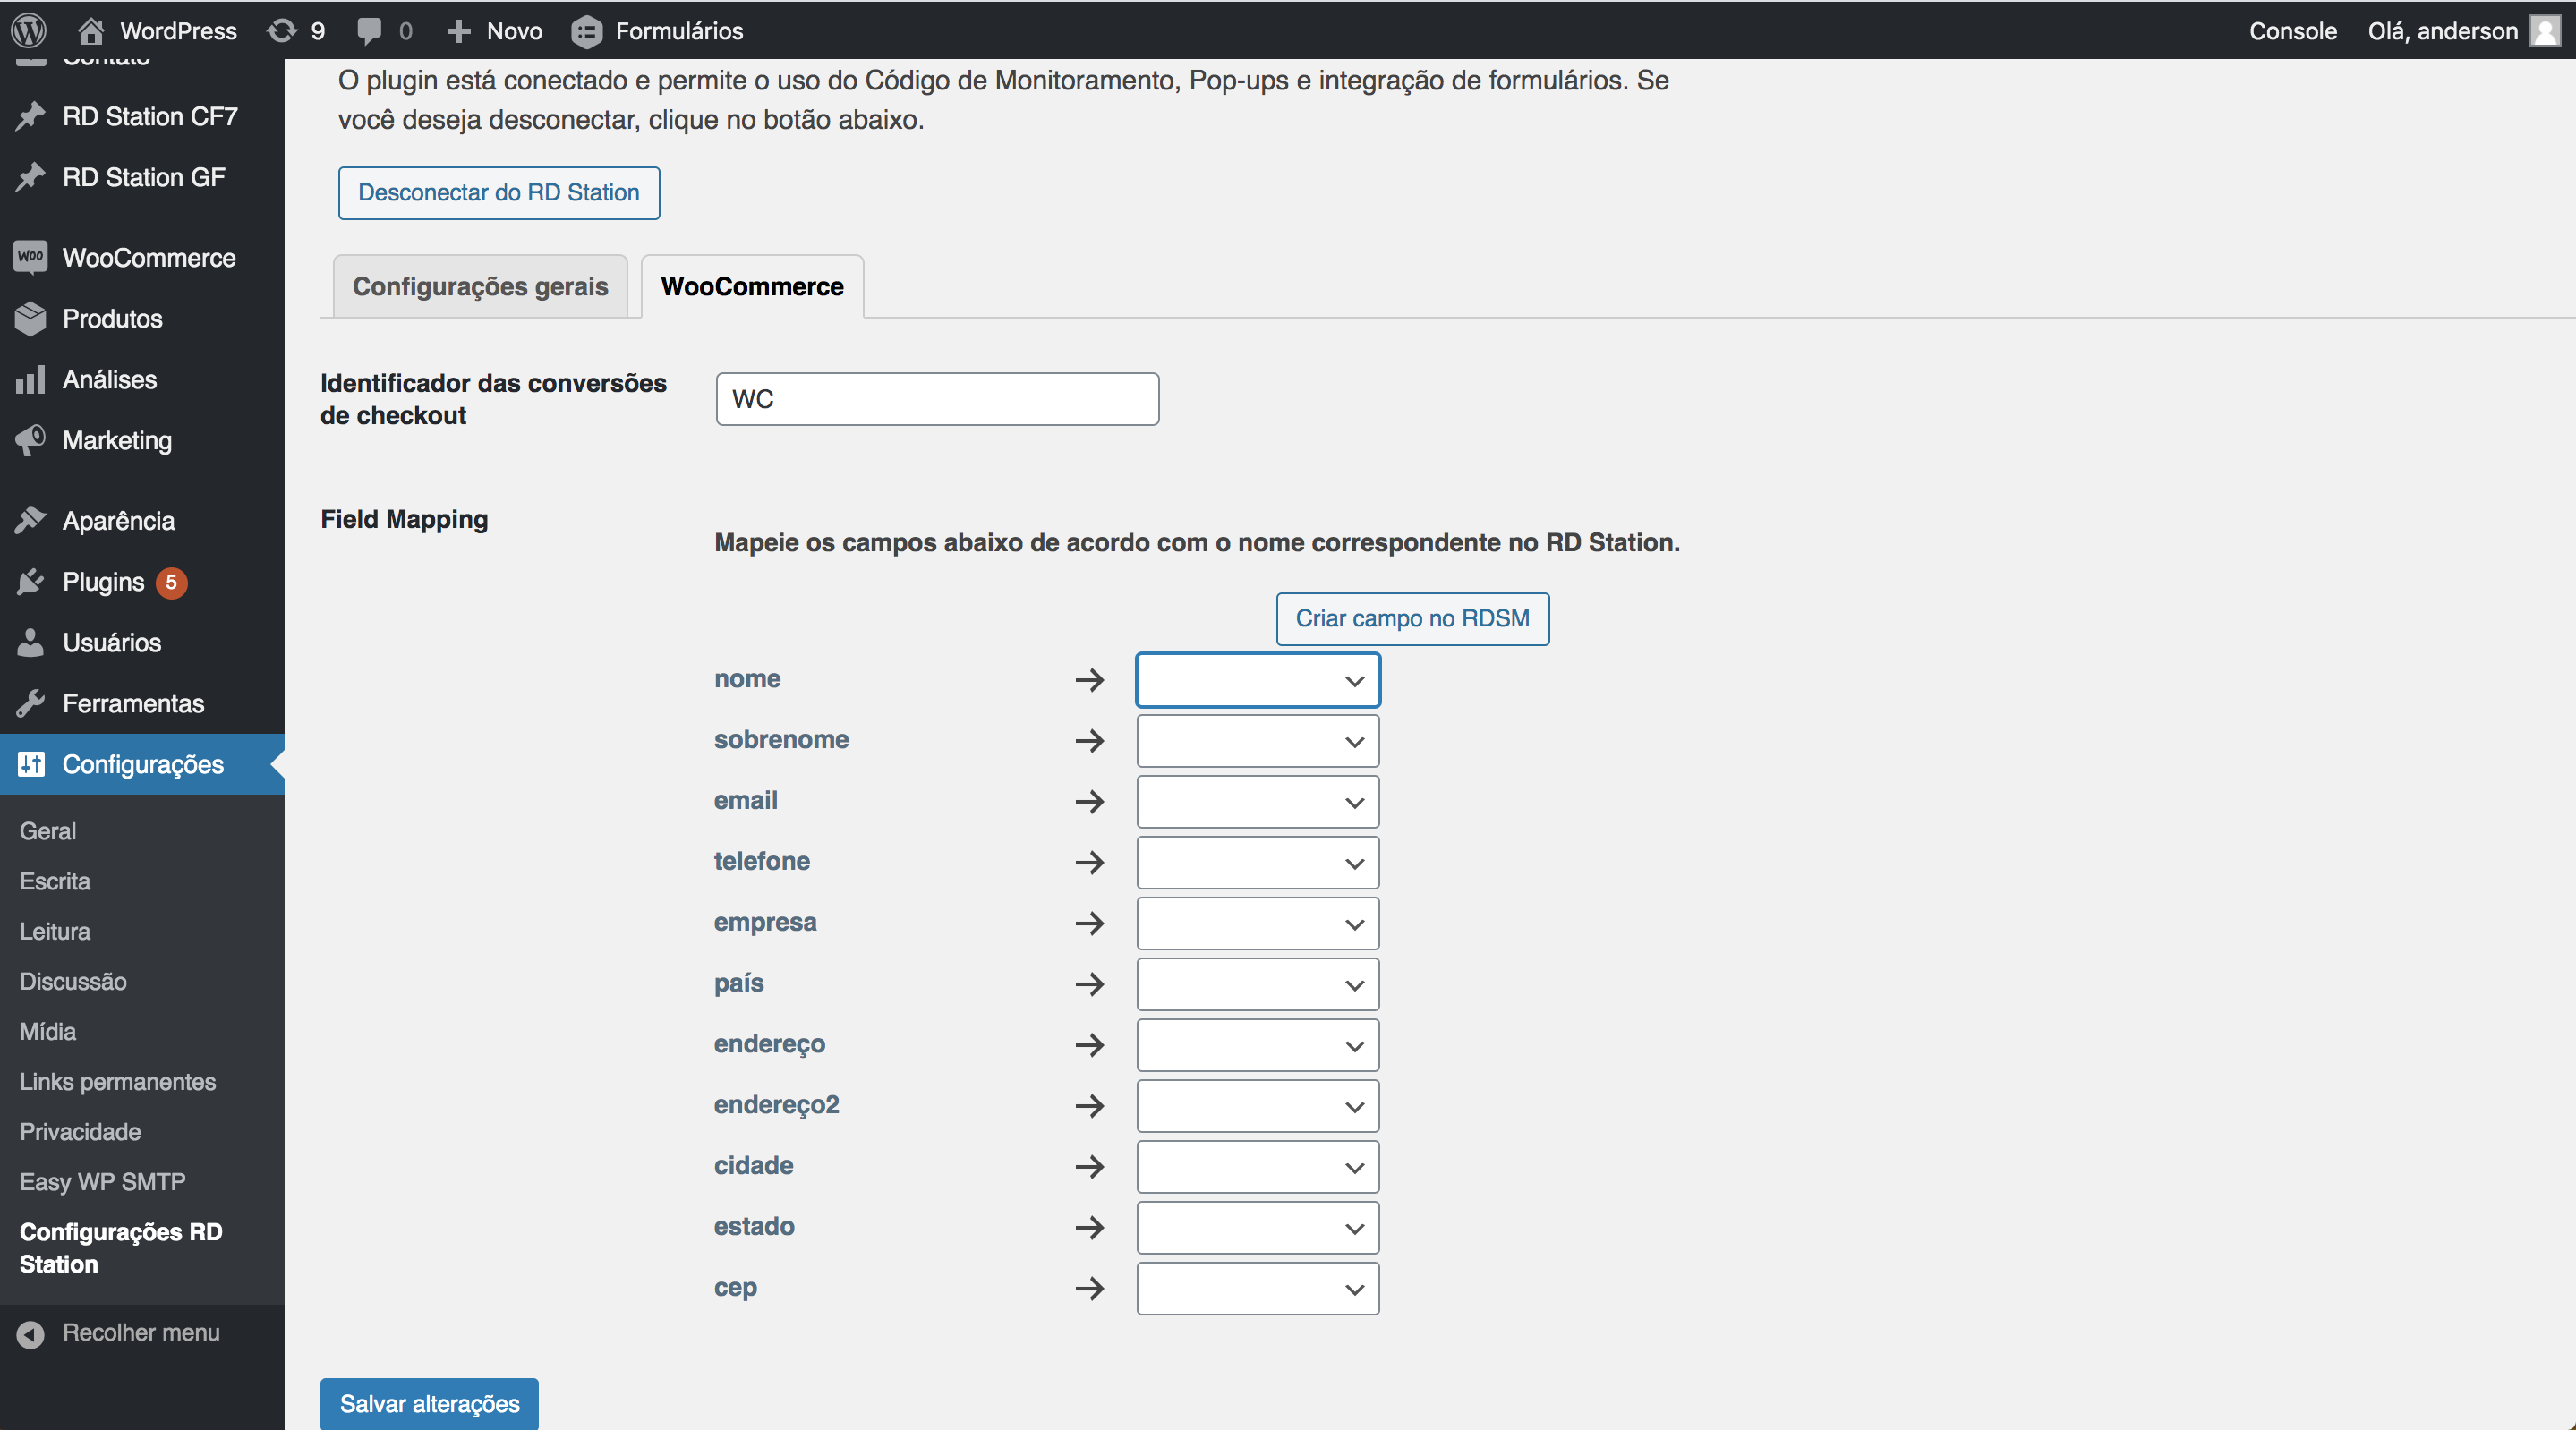 WordPress 9 0 Novo Formulários Console Olá, anderson
Contato
RD Station CF7
RD Station GF
WOO WooCommerce
Produtos
Análises
Marketing
Aparência
Plugins 5
Usuários
Ferramentas
Configurações
Geral
Escrita
Leitura
Discussão
Mídia
Links permanentes
Privacidade
Easy WP SMTP
Configurações RD
Station
Recolher menu
O plugin está conectado e permite o uso do Código de Monitoramento, Pop-ups e integração de formulários. Se
você deseja desconectar, clique no botão abaixo.
Desconectar do RD Station
Configurações gerais WooCommerce
Identificador das conversões
de checkout
WC
Field Mapping
Mapeie os campos abaixo de acordo com o nome correspondente no RD Station.
Criar campo no RDSM
nome
sobrenome
email
telefone
empresa
país
endereço
endereço2
cidade
estado
cep
Salvar alterações